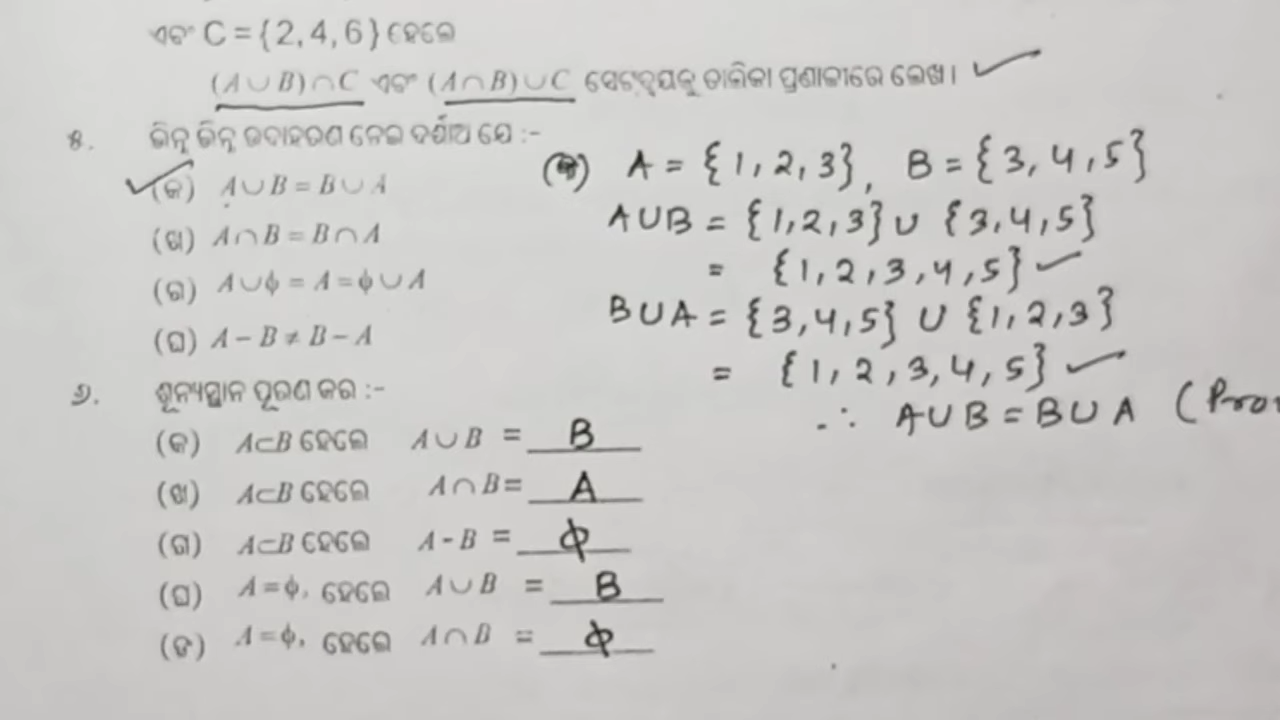 ଏବଂ C = {2, 4, 6} ହେଲେ
(A ∪ B) ∩ C ଏବଂ (A ∩ B) ∪ C ସେଟ୍‌ଦ୍ୱୟକୁ ତାଲିକା ପ୍ରଣାଳୀରେ ଲେଖ।
୪. ଭିନ୍ନ ଭିନ୍ନ ଉଦାହରଣ ନେଇ ଦର୍ଶାଅ ଯେ :-
(କ) A ∪ B = B ∪ A
(ଖ) A ∩ B = B ∩ A
(ଗ) A ∪ ϕ = A = ϕ ∪ A
(ଘ) A − B ≠ B − A
(କ) A = {1, 2, 3}, B = {3, 4, 5}
A∪B = {1, 2, 3} ∪ {3, 4, 5}
= {1, 2, 3, 4, 5}
B∪A = {3, 4, 5} ∪ {1, 2, 3}
= {1, 2, 3, 4, 5}
∴ A∪B = B∪A
୬. ଶୂନ୍ୟସ୍ଥାନ ପୂରଣ କର :-
(କ) A⊂B ହେଲେ A ∪ B = B
(ଖ) A⊂B ହେଲେ A ∩ B = A
(ଗ) A⊂B ହେଲେ A - B = ϕ
(ଘ) A = ϕ, ହେଲେ A ∪ B = B
(ଙ) A = ϕ, ହେଲେ A ∩ B = ϕ